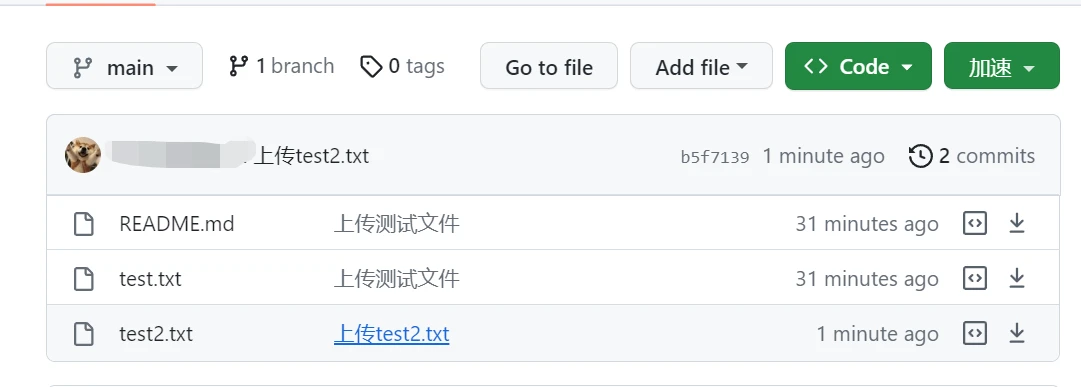 main 1 branch 0 tags Go to file Add file Code 加速
上传test2.txt b5f7139 1 minute ago 2 commits
README.md 上传测试文件 31 minutes ago
test.txt 上传测试文件 31 minutes ago
test2.txt 上传test2.txt 1 minute ago